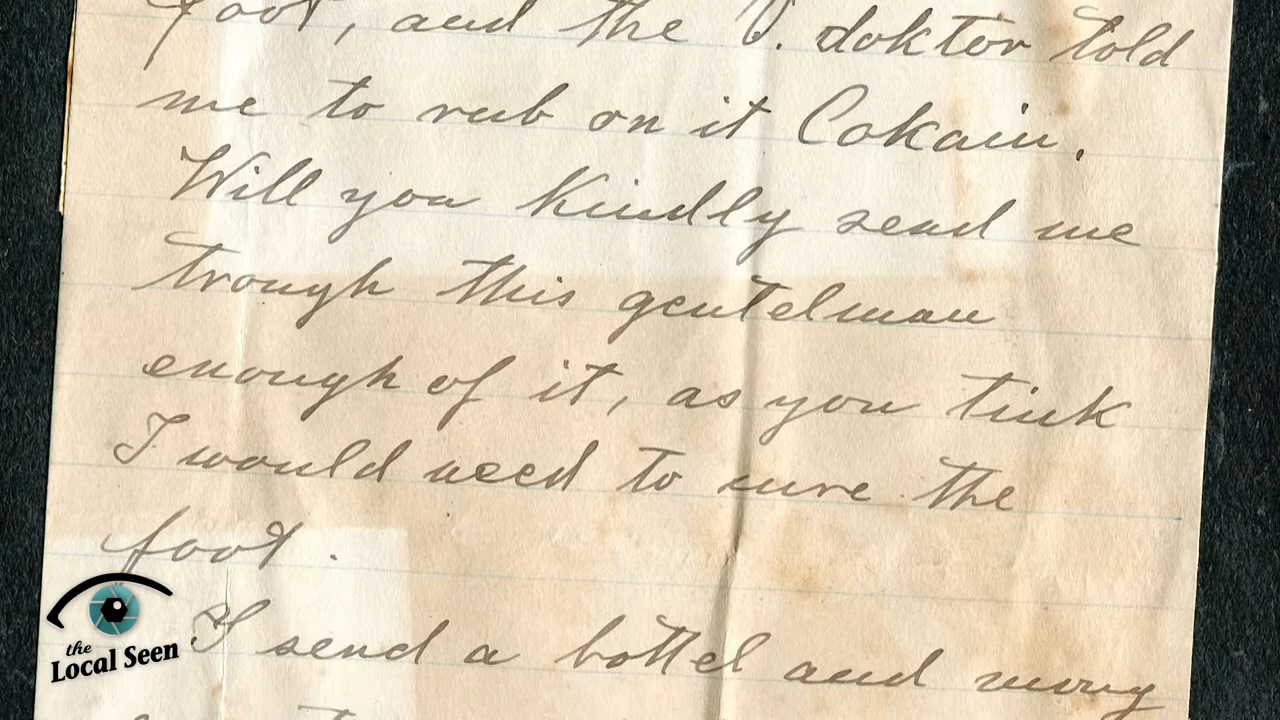 foot, and the V. doktor told
me to rub on it Cokain.
Will you kindly send me
trough this gentelman
enough of it, as you tink
I would need to cure the
foot.
I send a bottel and mony
the
Local Seen